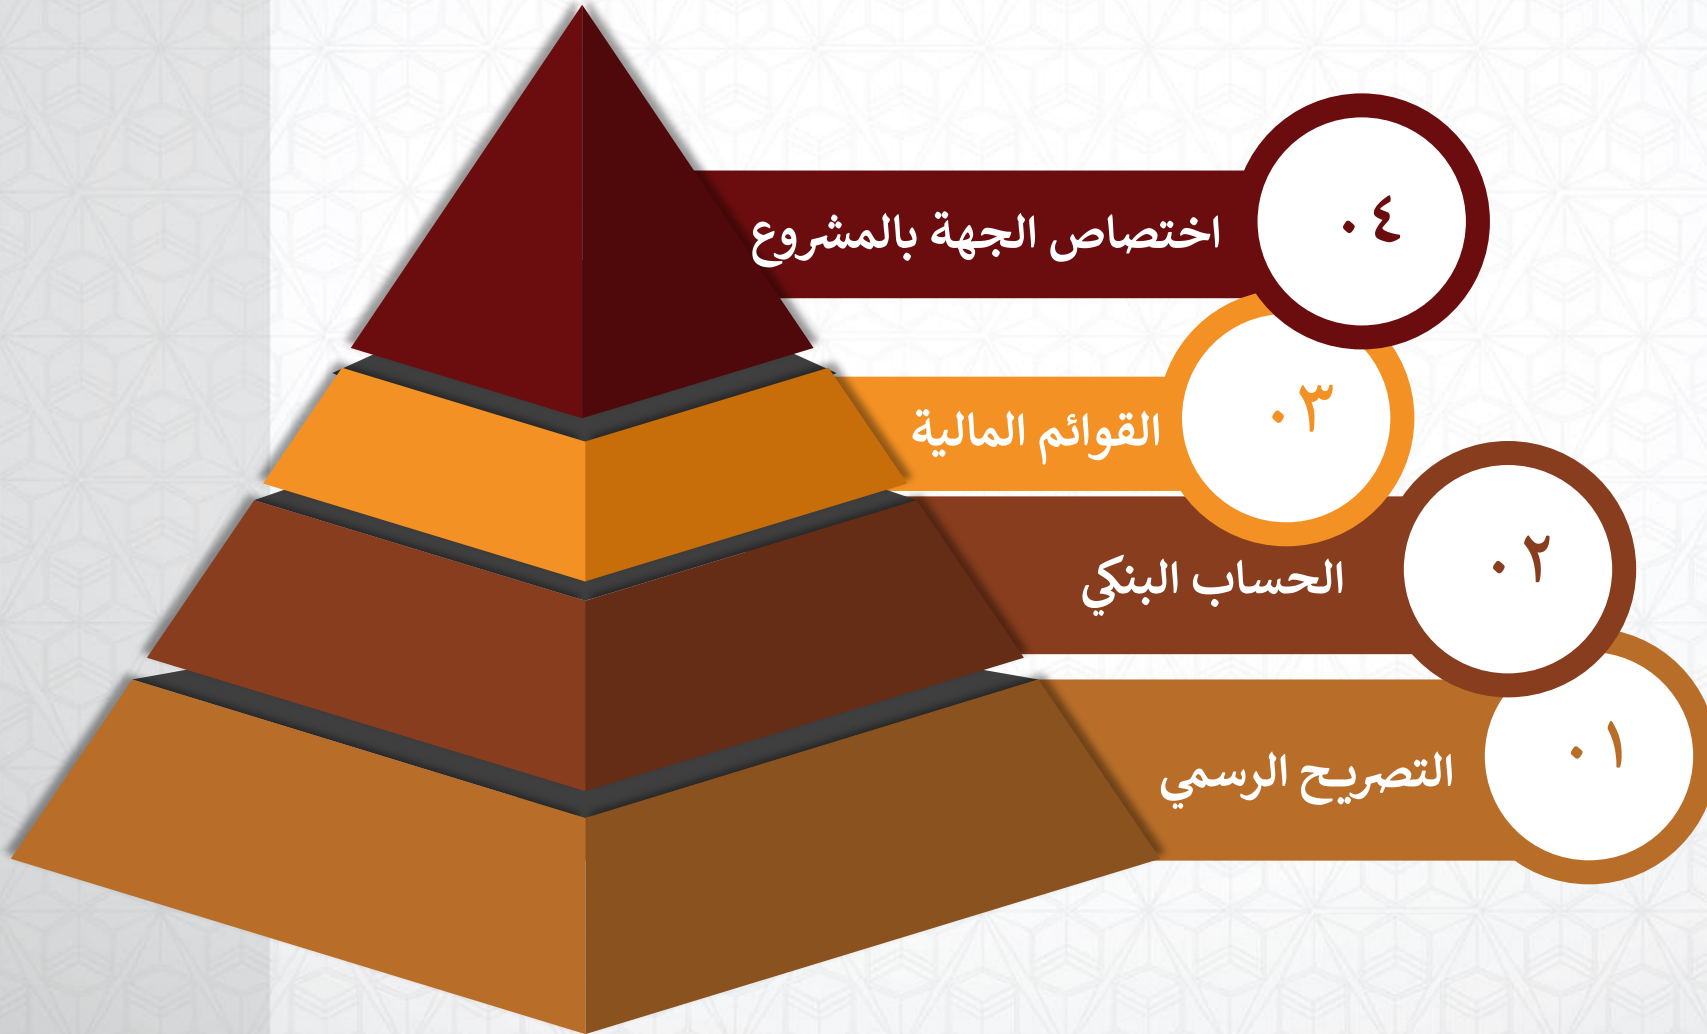 ٠٤
اختصاص الجهة بالمشروع
٠٣
القوائم المالية
٠٢
الحساب البنكي
٠١
التصريح الرسمي